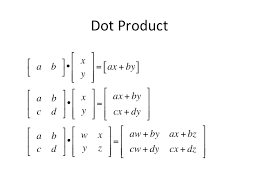 Dot Product
[ a b ] • [ x y ] = [ ax + by ]
[ a b c d ] • [ x y ] = [ ax + by cx + dy ]
[ a b c d ] • [ w x y z ] = [ aw + by ax + bz cw + dy cx + dz ]